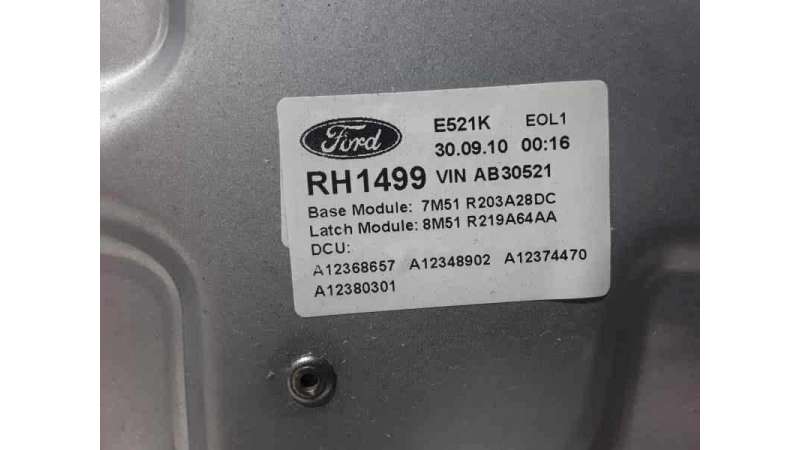 Ford E521K EOL1
30.09.10 00:16
RH1499 VIN AB30521
Base Module: 7M51 R203A28DC
Latch Module: 8M51 R219A64AA
DCU:
A12368657 A12348902 A12374470
A12380301